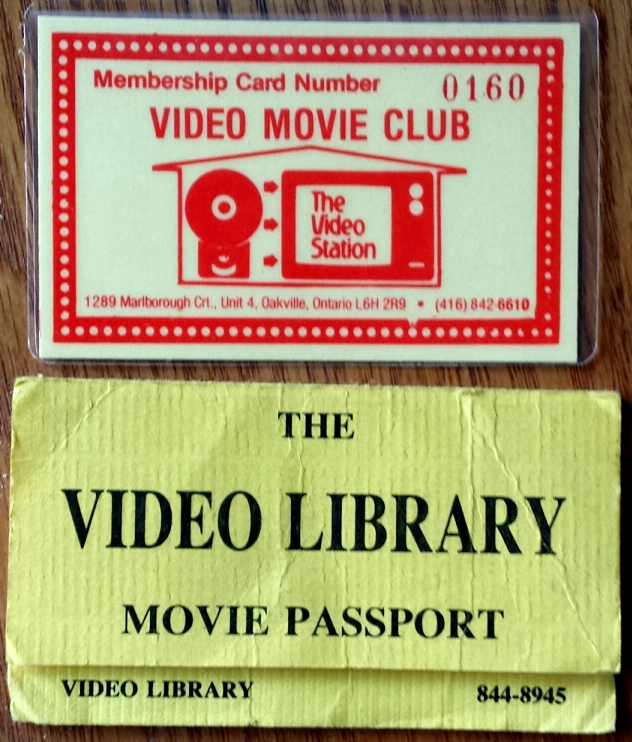 Membership Card Number 0160
VIDEO MOVIE CLUB
The
Video
Station
1289 Marlborough Crt., Unit 4, Oakville, Ontario L6H 2R9 • (416) 842-6610
THE
VIDEO LIBRARY
MOVIE PASSPORT
VIDEO LIBRARY 844-8945